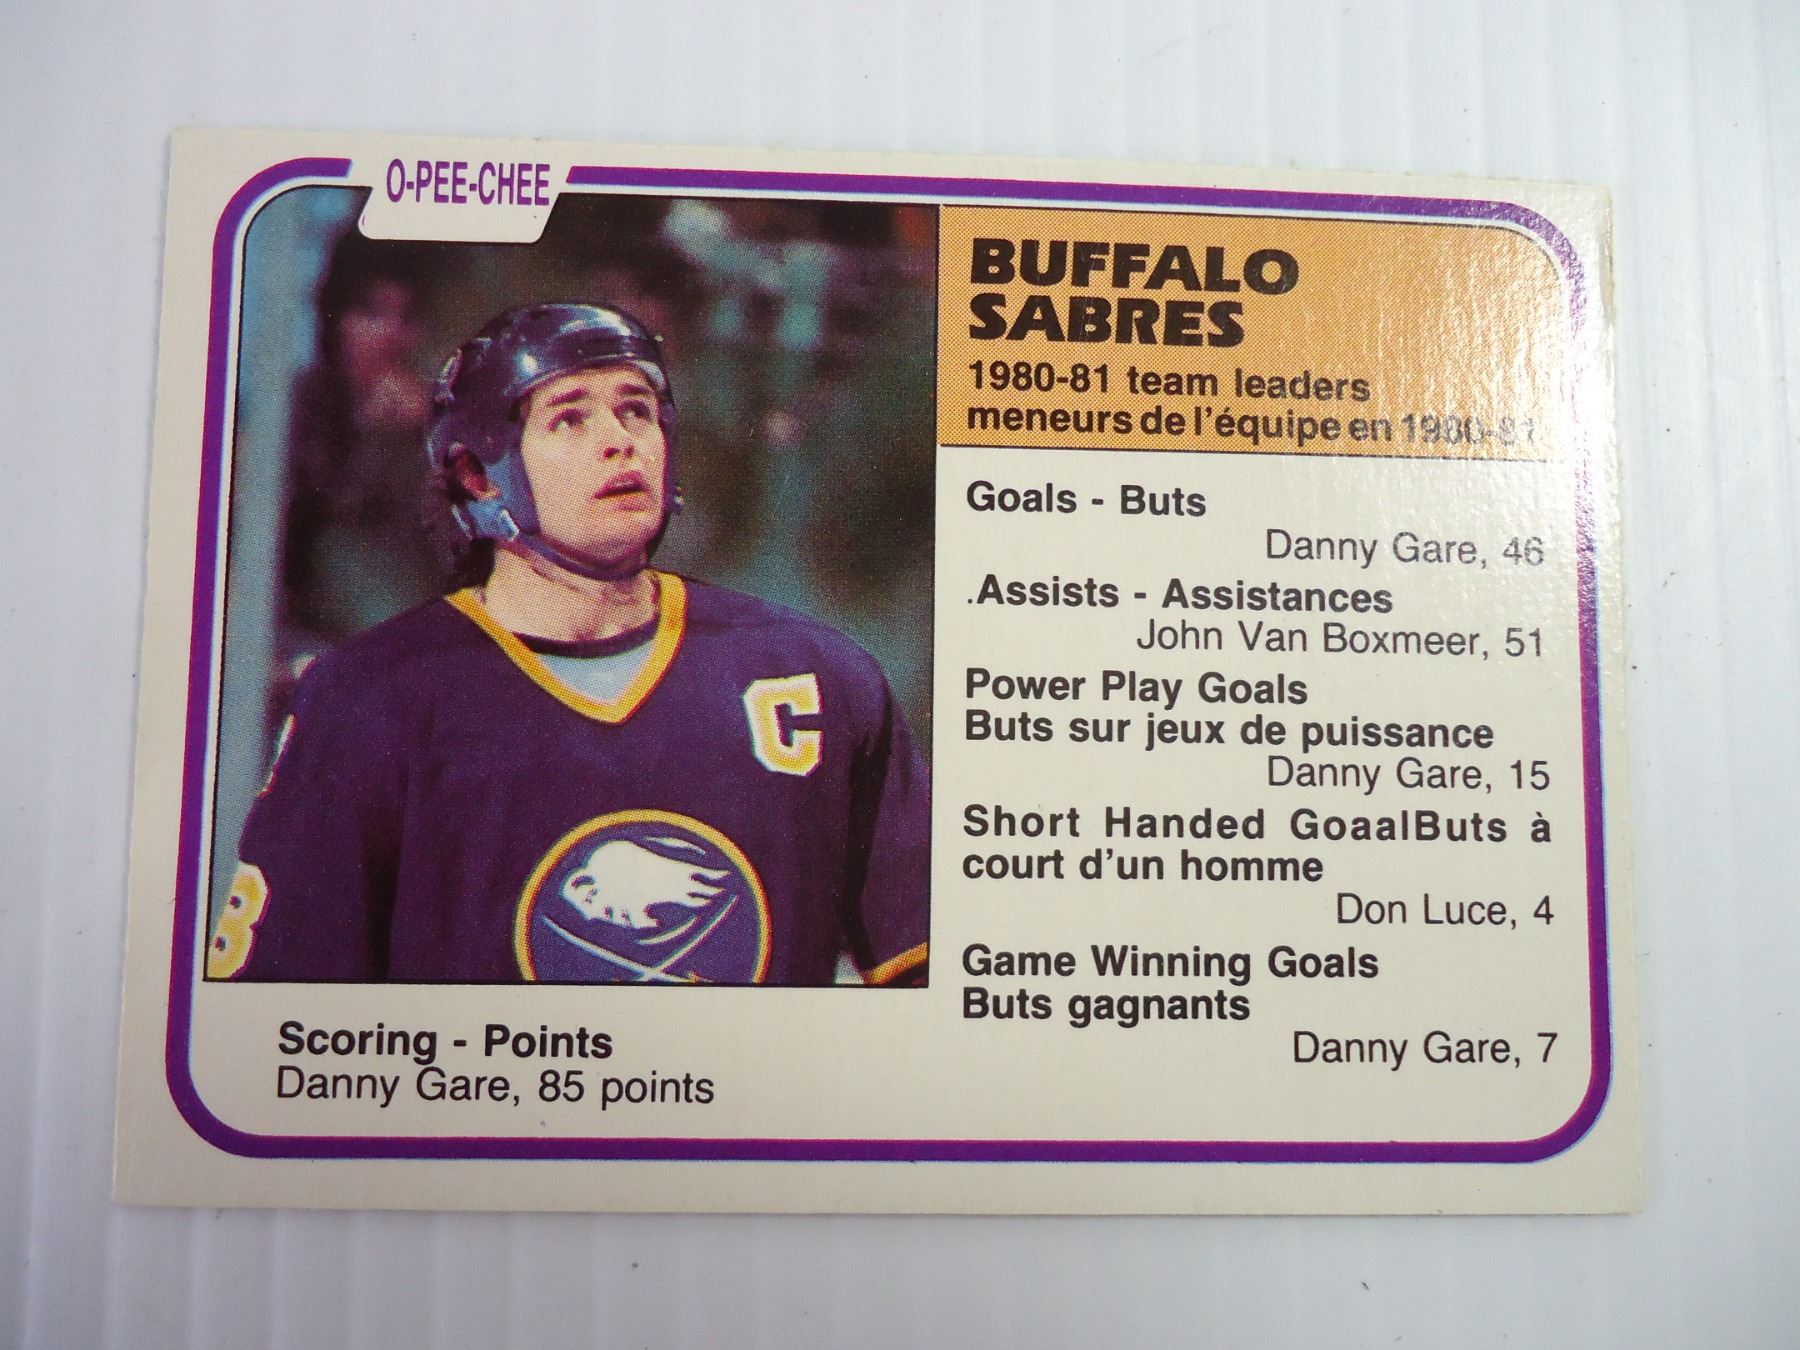 O-PEE-CHEE
BUFFALO
SABRES
1980-81 team leaders
meneurs de l'équipe en 1980-81
Goals - Buts
Danny Gare, 46
.Assists - Assistances
John Van Boxmeer, 51
Power Play Goals
Buts sur jeux de puissance
Danny Gare, 15
Short Handed GoaalButs à
court d'un homme
Don Luce, 4
Game Winning Goals
Buts gagnants
Danny Gare, 7
C
8
Scoring - Points
Danny Gare, 85 points